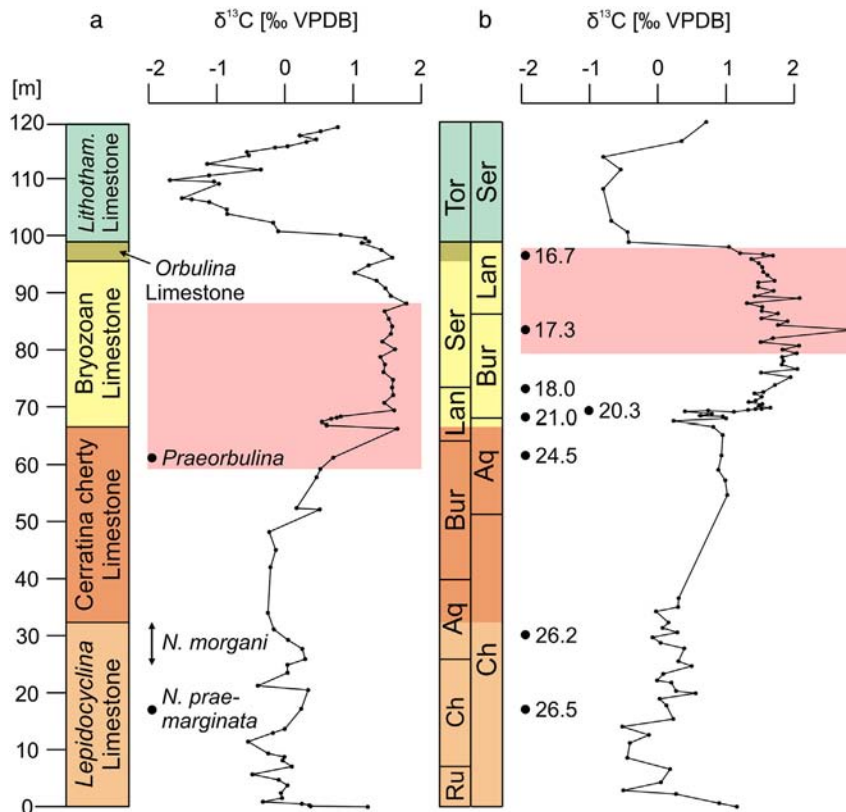 a
b
δ¹³C [‰ VPDB]
δ¹³C [‰ VPDB]
[m]
-2 -1 0 1 2
-2 -1 0 1 2
120
110
100
90
80
70
60
50
40
30
20
10
0
Lithotham.
Limestone
Orbulina
Limestone
Bryozoan
Limestone
Praeorbulina
Cerratina cherty
Limestone
N. morgani
N. prae-
marginata
Lepidocyclina
Limestone
Tor
Ser
Lan
Bur
Aq
Ch
Ru
Ser
Lan
Bur
Aq
Ch
16.7
17.3
18.0
20.3
21.0
24.5
26.2
26.5